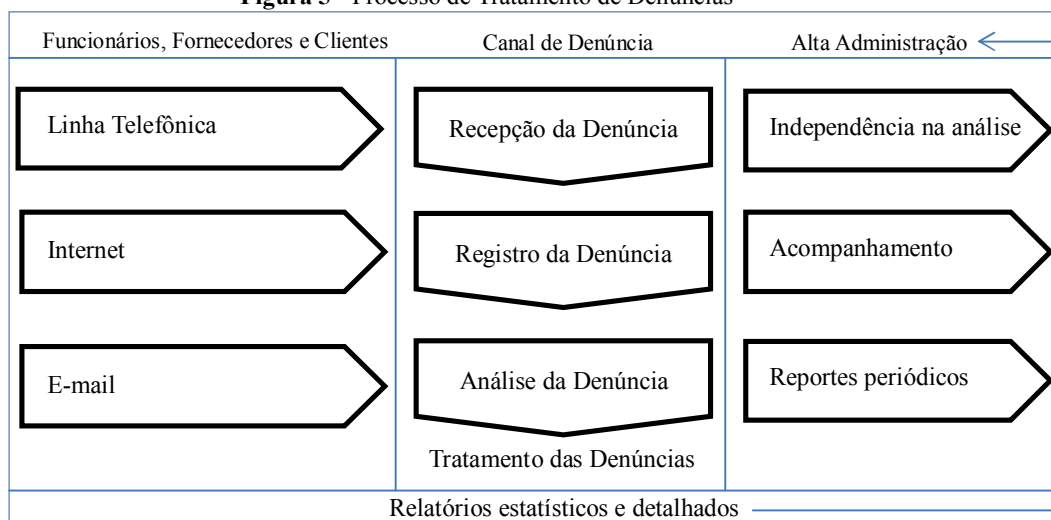 Figura 3 - Processo de Tratamento de Denúncias
Funcionários, Fornecedores e Clientes
Canal de Denúncia
Alta Administração
Linha Telefônica
Recepção da Denúncia
Independência na análise
Internet
Registro da Denúncia
Acompanhamento
E-mail
Análise da Denúncia
Reportes periódicos
Tratamento das Denúncias
Relatórios estatísticos e detalhados